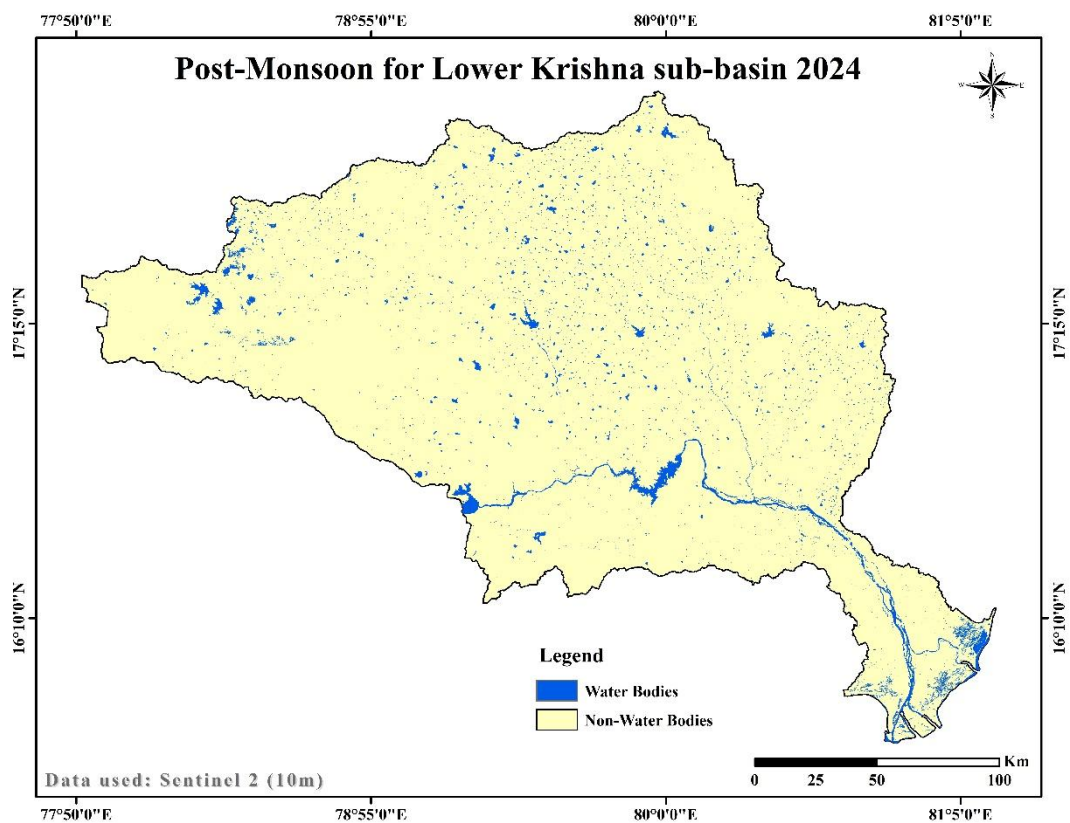 77°50'0"E 78°55'0"E 80°0'0"E 81°5'0"E
Post-Monsoon for Lower Krishna sub-basin 2024
N
W E
S
17°15'0"N 17°15'0"N
16°10'0"N 16°10'0"N
Legend
Water Bodies
Non-Water Bodies
Km
0 25 50 100
Data used: Sentinel 2 (10m)
77°50'0"E 78°55'0"E 80°0'0"E 81°5'0"E